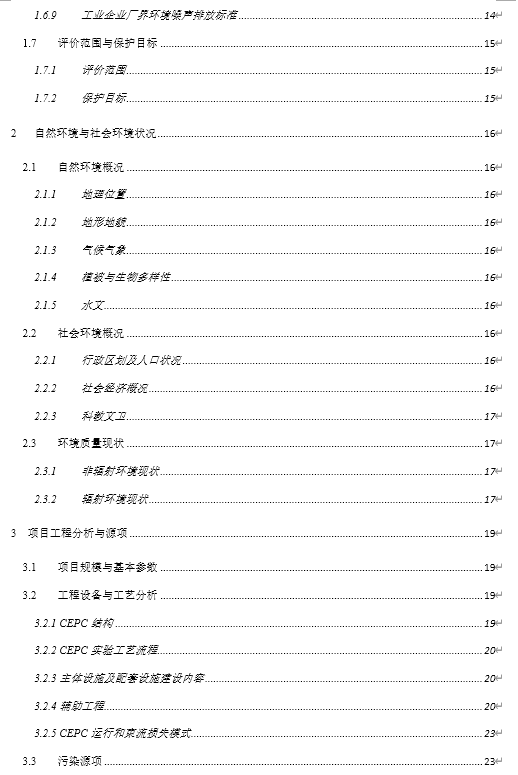 1.6.9 工业企业厂界环境噪声排放标准 14
1.7 评价范围与保护目标 15
1.7.1 评价范围 15
1.7.2 保护目标 15
2 自然环境与社会环境状况 16
2.1 自然环境概况 16
2.1.1 地理位置 16
2.1.2 地形地貌 16
2.1.3 气候气象 16
2.1.4 植被与生物多样性 16
2.1.5 水文 16
2.2 社会环境概况 16
2.2.1 行政区划及人口状况 16
2.2.2 社会经济概况 16
2.2.3 科教文卫 17
2.3 环境质量现状 17
2.3.1 非辐射环境现状 17
2.3.2 辐射环境现状 17
3 项目工程分析与源项 19
3.1 项目规模与基本参数 19
3.2 工程设备与工艺分析 19
3.2.1 CEPC 结构 19
3.2.2 CEPC 实验工艺流程 20
3.2.3 主体设施及配套设施建设内容 20
3.2.4 辅助工程 20
3.2.5 CEPC 运行和束流损失模式 23
3.3 污染源项 23